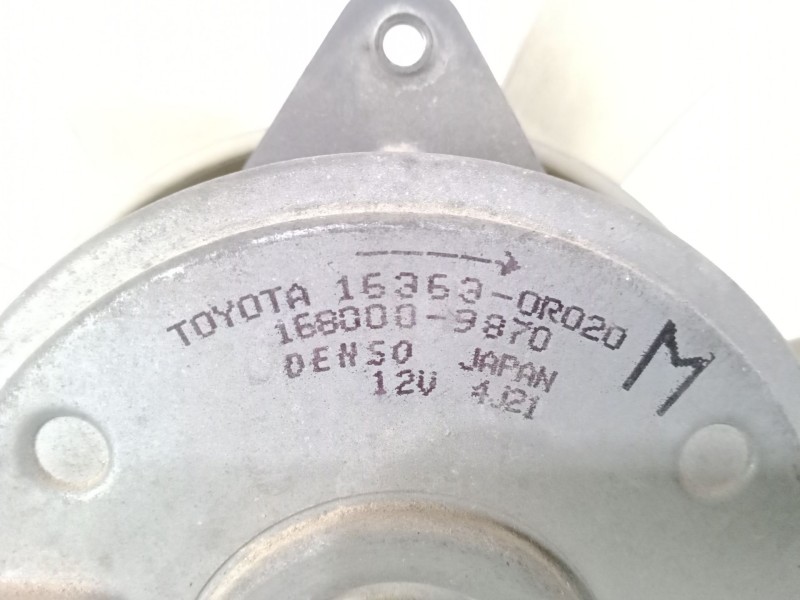 TOYOTA 16363-0R020
168000-9870
DENSO JAPAN
12V 4J21
M